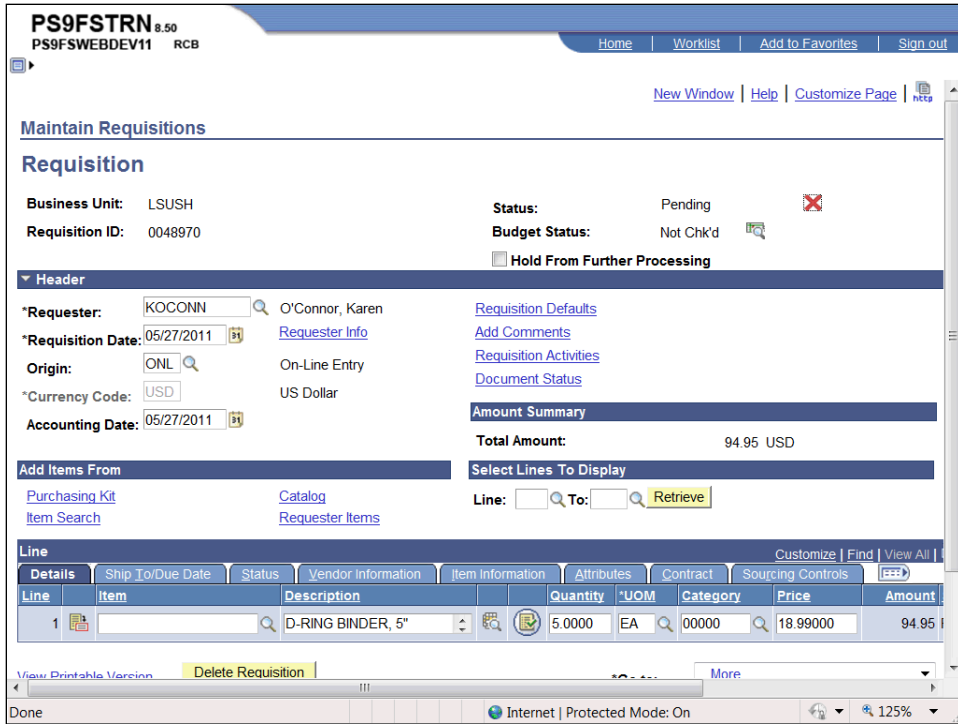 PS9FSTRN 8.50
PS9FSWEBDEV11 RCB
Home | Worklist | Add to Favorites | Sign out
New Window | Help | Customize Page | http
Maintain Requisitions
Requisition
Business Unit: LSUSH Status: Pending
Requisition ID: 0048970 Budget Status: Not Chk'd
Hold From Further Processing
Header
*Requester: KOCONN O'Connor, Karen Requisition Defaults
*Requisition Date: 05/27/2011 31 Requester Info Add Comments
Origin: ONL On-Line Entry Requisition Activities
*Currency Code: USD US Dollar Document Status
Accounting Date: 05/27/2011 31 Amount Summary
Total Amount: 94.95 USD
Add Items From Select Lines To Display
Purchasing Kit Catalog Line: To: Retrieve
Item Search Requester Items
Line Customize | Find | View All |
Details Ship To/Due Date Status Vendor Information Item Information Attributes Contract Sourcing Controls
Line Item Description Quantity *UOM Category Price Amount
1 D-RING BINDER, 5" 5.0000 EA 00000 18.99000 94.95
View Printable Version Delete Requisition *Go to: More
Done Internet | Protected Mode: On 125%